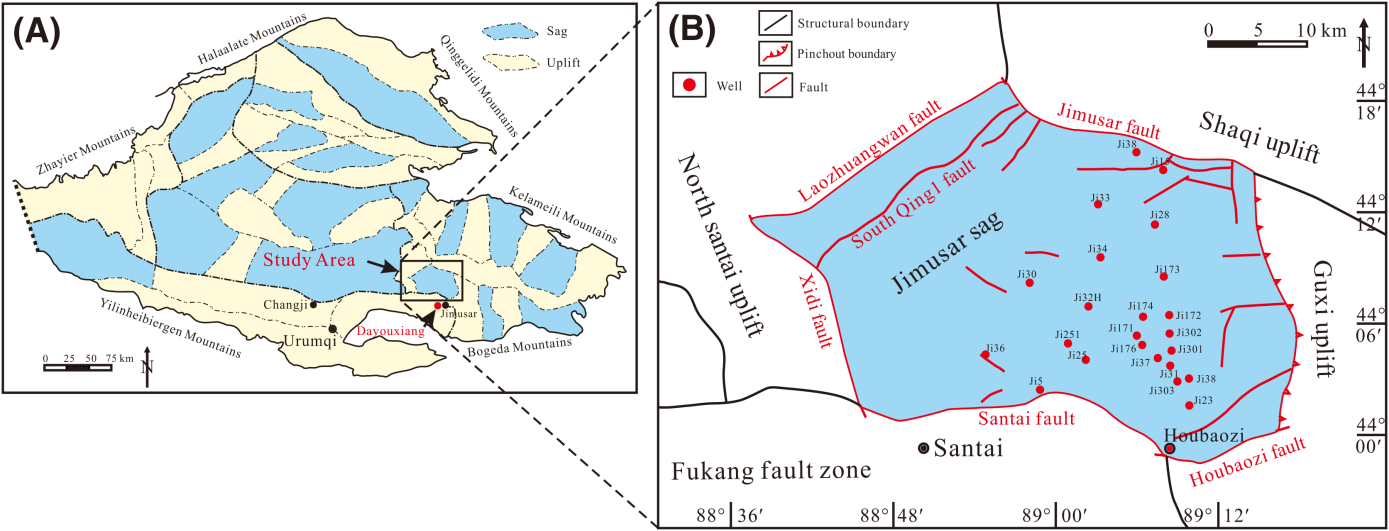 (A)
Halaalate Mountains
Qinggelidi Mountains
Sag
Uplift
Zhayier Mountains
Kelameili Mountains
Study Area
Changji
Jimusar
Davouxiang
Urumqi
Yilinheibiergen Mountains
Bogeda Mountains
0 25 50 75 km
N
(B)
Structural boundary
Pinchout boundary
Well
Fault
0 5 10 km
N
44°
18′
44°
12′
44°
06′
44°
00′
Laozhuangwan fault
Jimusar fault
Shaqi uplift
North santai
uplift
South Qing1 fault
Jimusar sag
Xidi fault
Guxi uplift
Ji38
Ji15
Ji33
Ji28
Ji34
Ji30
Ji173
Ji32H
Ji174
Ji172
Ji171
Ji302
Ji251
Ji176
Ji301
Ji36
Ji25
Ji37
Ji31
Ji38
Ji303
Ji5
Ji23
Santai fault
Houbaozi
Santai
Houbaozi fault
Fukang fault zone
88° 36′
88° 48′
89° 00′
89° 12′